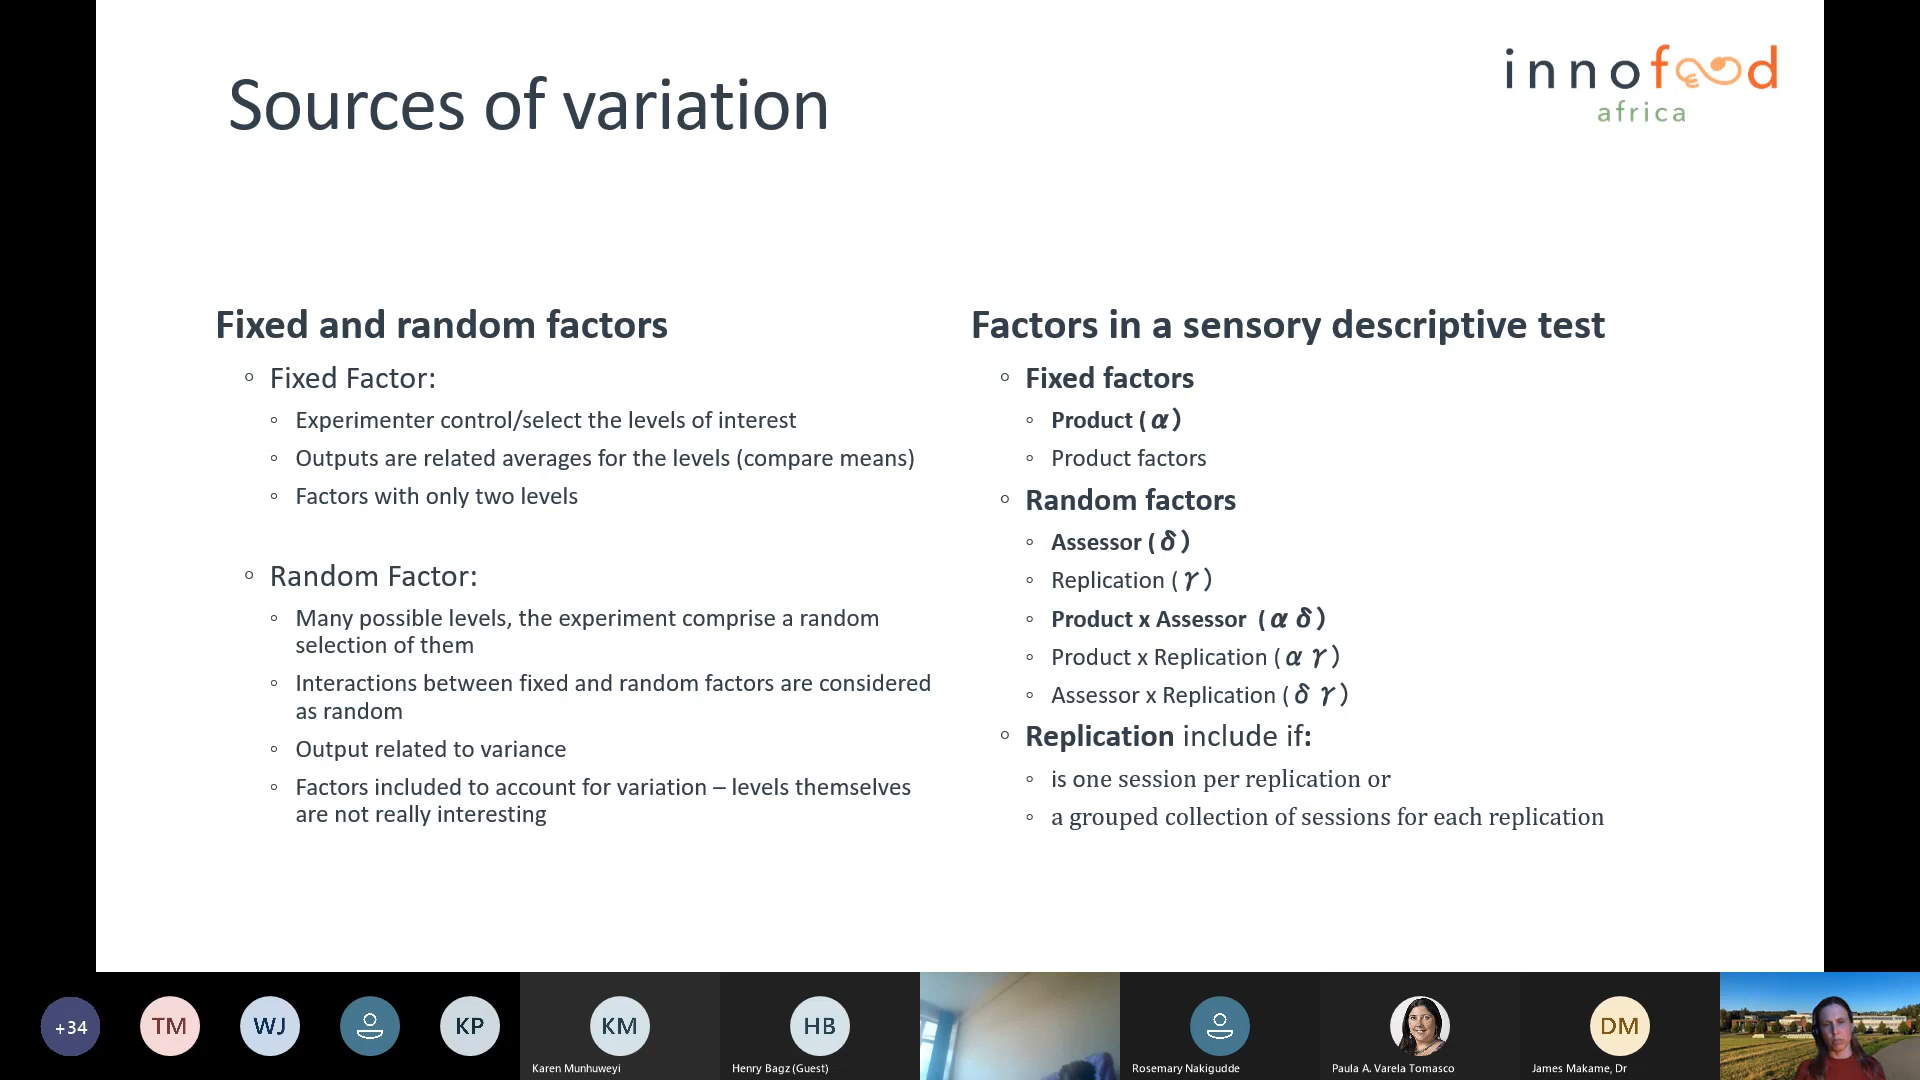 Sources of variation
innofood
africa
Fixed and random factors
Fixed Factor:
Experimenter control/select the levels of interest
Outputs are related averages for the levels (compare means)
Factors with only two levels
Random Factor:
Many possible levels, the experiment comprise a random
selection of them
Interactions between fixed and random factors are considered
as random
Output related to variance
Factors included to account for variation – levels themselves
are not really interesting
Factors in a sensory descriptive test
Fixed factors
Product (α)
Product factors
Random factors
Assessor (δ)
Replication (γ)
Product x Assessor (α δ)
Product x Replication (α γ)
Assessor x Replication (δ γ)
Replication include if:
is one session per replication or
a grouped collection of sessions for each replication
+34
TM
WJ
KP
KM
Karen Munhuweyi
HB
Henry Bagz (Guest)
Rosemary Nakigudde
Paula A. Varela Tomasco
DM
James Makame, Dr